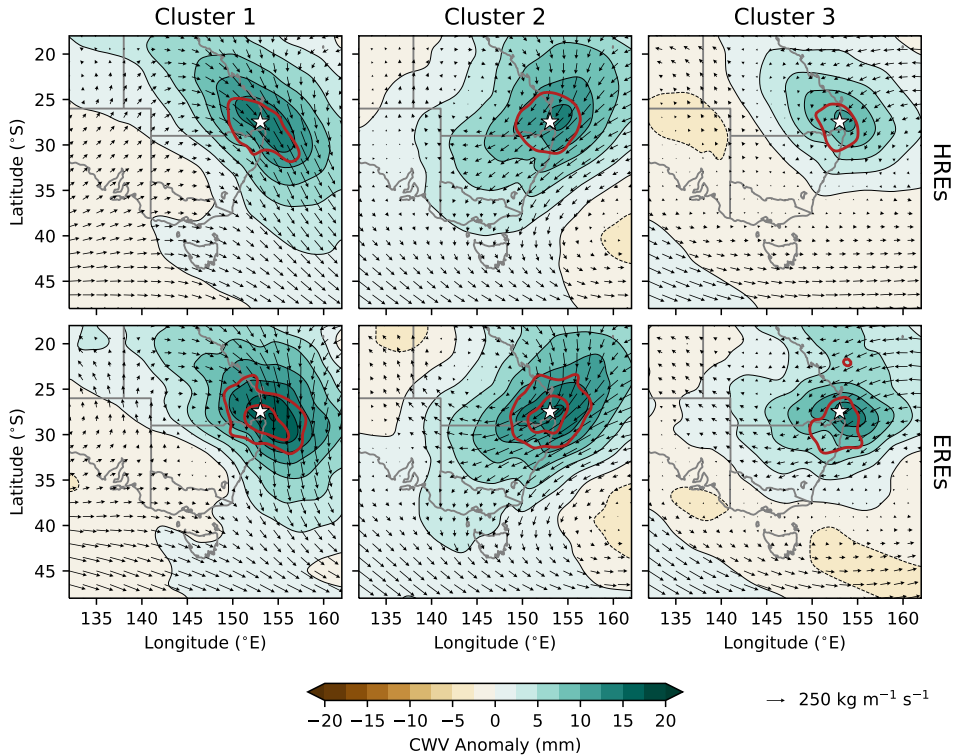 Cluster 1 Cluster 2 Cluster 3
20
25
30
35
40
45
Latitude (°S)
HREs
20
25
30
35
40
45
Latitude (°S)
EREs
135 140 145 150 155 160 135 140 145 150 155 160 135 140 145 150 155 160
Longitude (°E) Longitude (°E) Longitude (°E)
250 kg m⁻¹ s⁻¹
−20 −15 −10 −5 0 5 10 15 20
CWV Anomaly (mm)